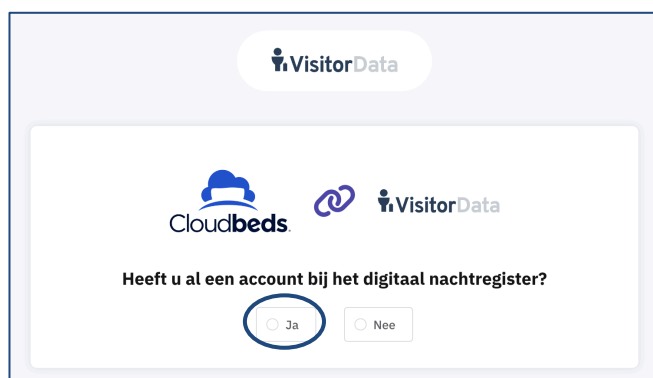 VisitorData
Cloudbeds.
VisitorData
Heeft u al een account bij het digitaal nachtregister?
Ja
Nee